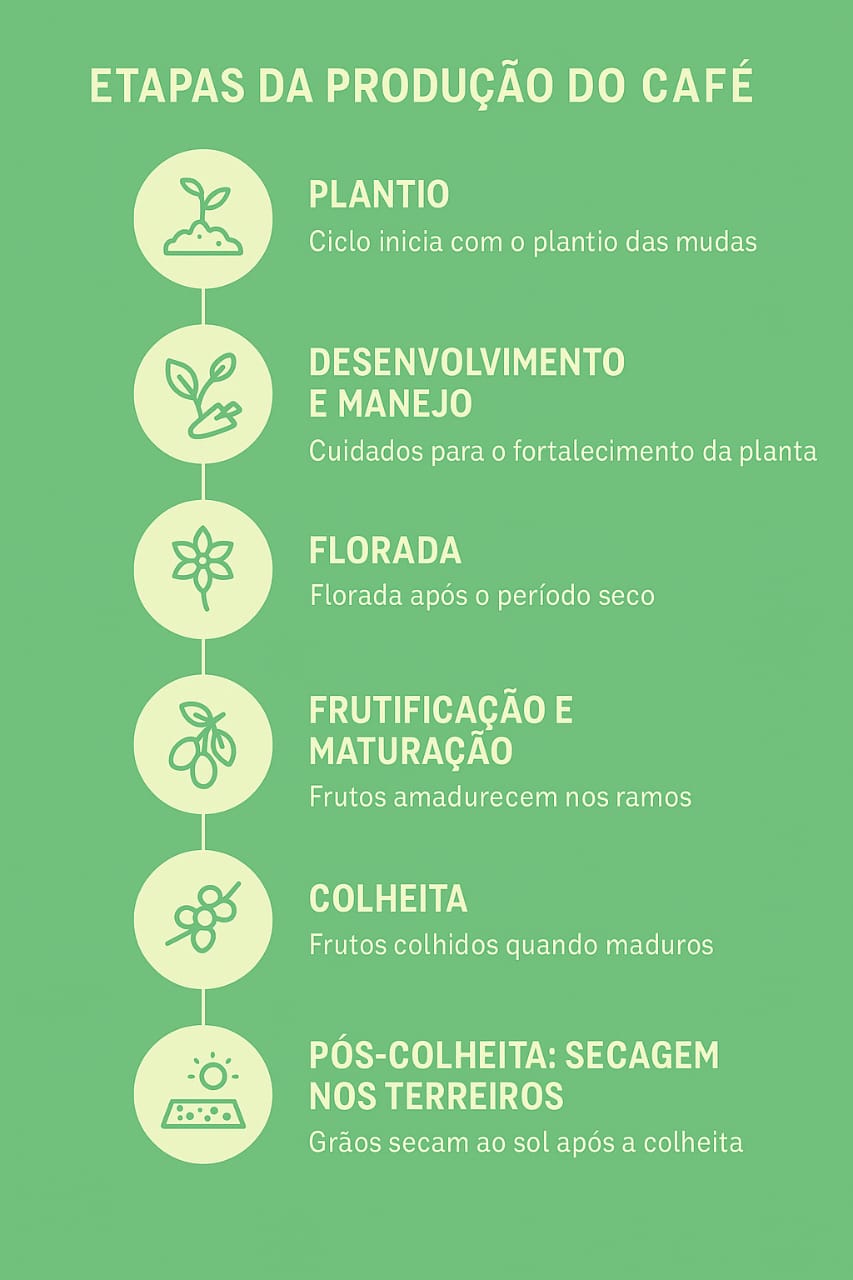 ETAPAS DA PRODUÇÃO DO CAFÉ
PLANTIO
Ciclo inicia com o plantio das mudas
DESENVOLVIMENTO
E MANEJO
Cuidados para o fortalecimento da planta
FLORADA
Florada após o período seco
FRUTIFICAÇÃO E
MATURAÇÃO
Frutos amadurecem nos ramos
COLHEITA
Frutos colhidos quando maduros
PÓS-COLHEITA: SECAGEM
NOS TERREIROS
Grãos secam ao sol após a colheita